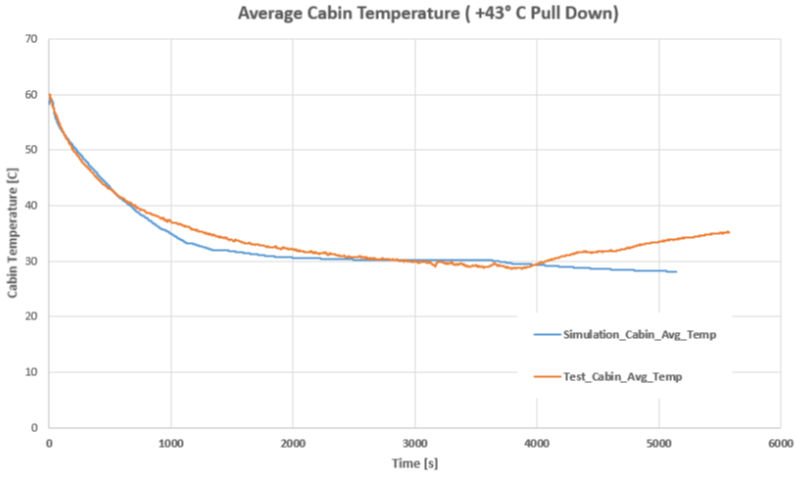 Average Cabin Temperature ( +43° C Pull Down)
70
60
50
40
30
20
10
0
Cabin Temperature [C]
0 1000 2000 3000 4000 5000 6000
Time [s]
Simulation_Cabin_Avg_Temp
Test_Cabin_Avg_Temp